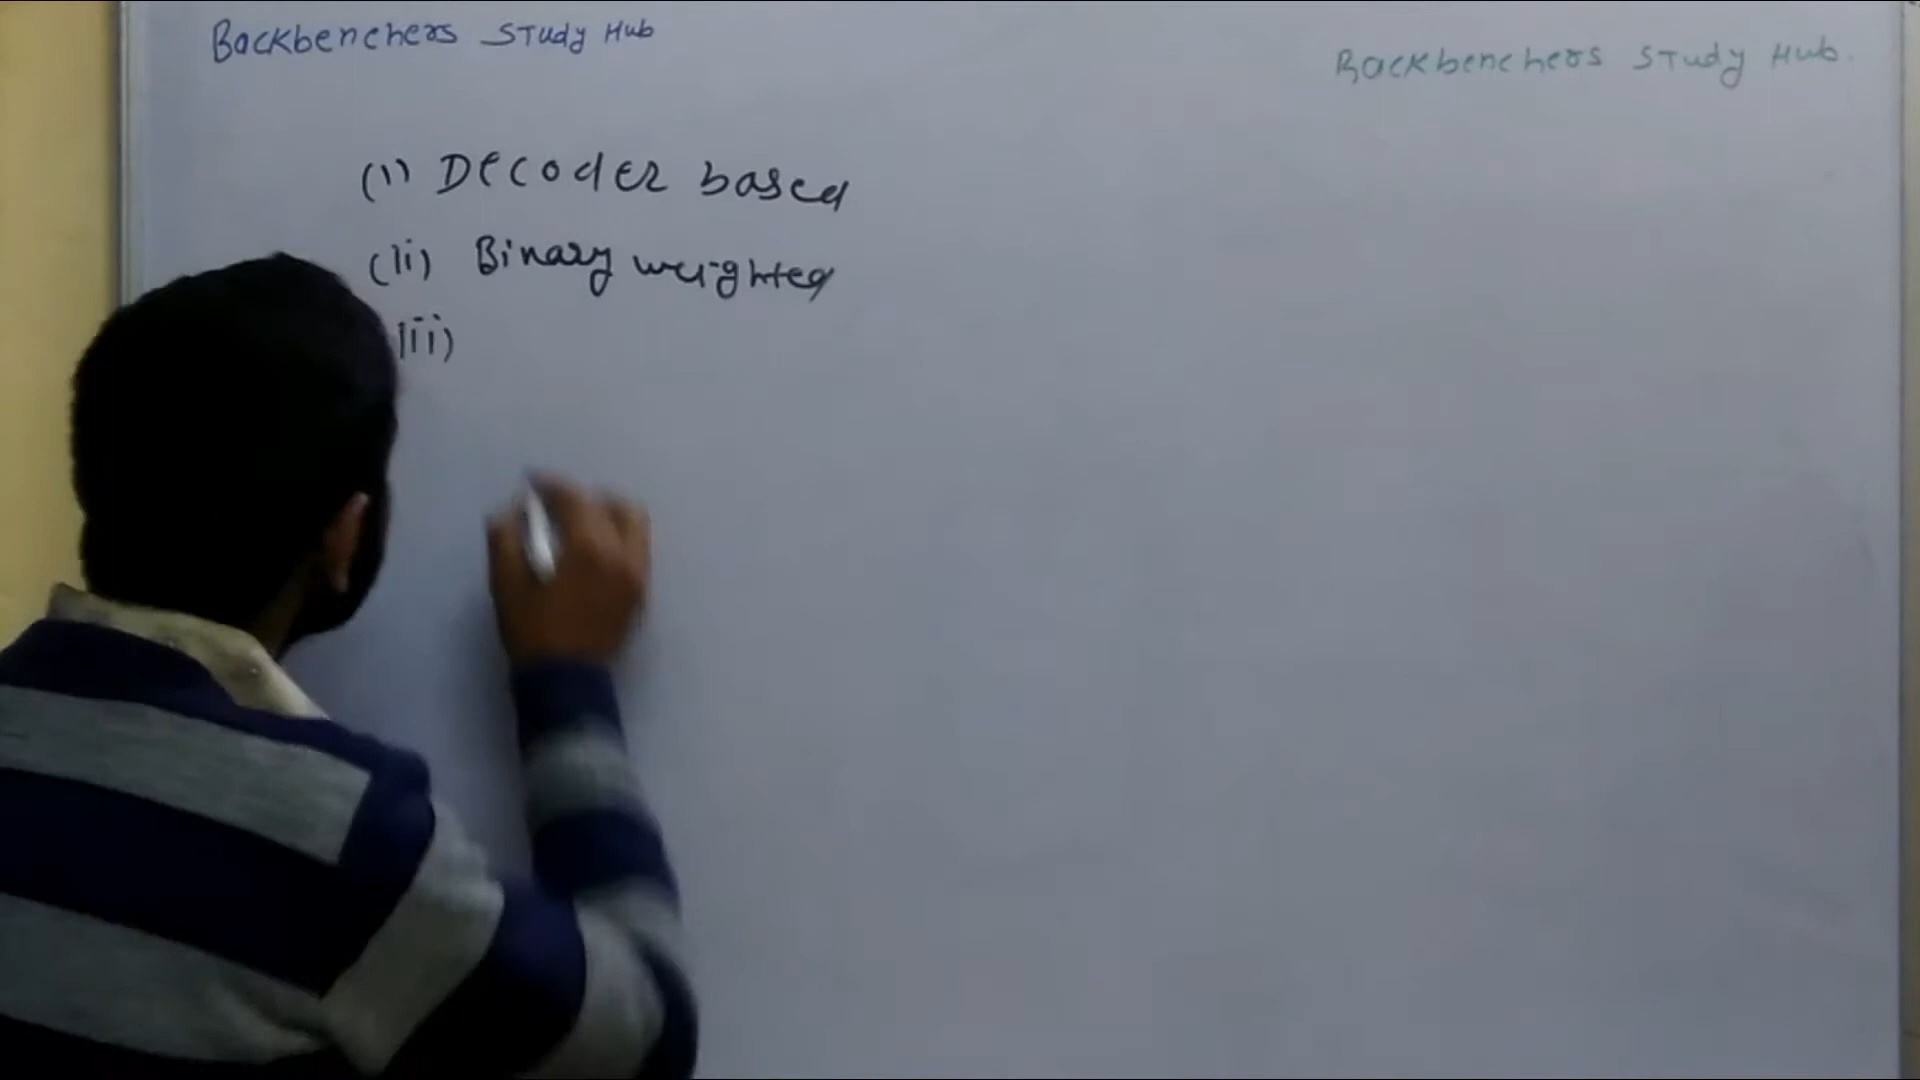 Backbenchers Study Hub
Backbenchers Study Hub.
(i) Decoder based
(ii) Binary weighted
iii)